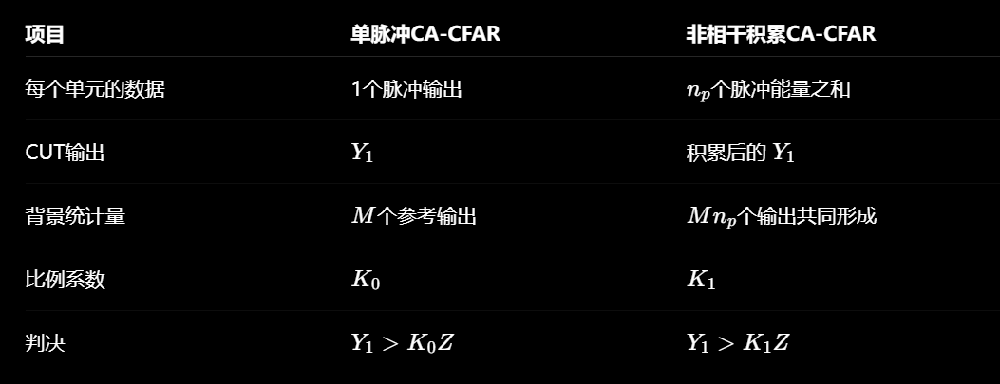 项目 单脉冲CA-CFAR 非相干积累CA-CFAR
每个单元的数据 1个脉冲输出 $n_p$个脉冲能量之和
CUT输出 $Y_1$ 积累后的 $Y_1$
背景统计量 $M$个参考输出 $Mn_p$个输出共同形成
比例系数 $K_0$ $K_1$
判决 $Y_1 > K_0Z$ $Y_1 > K_1Z$